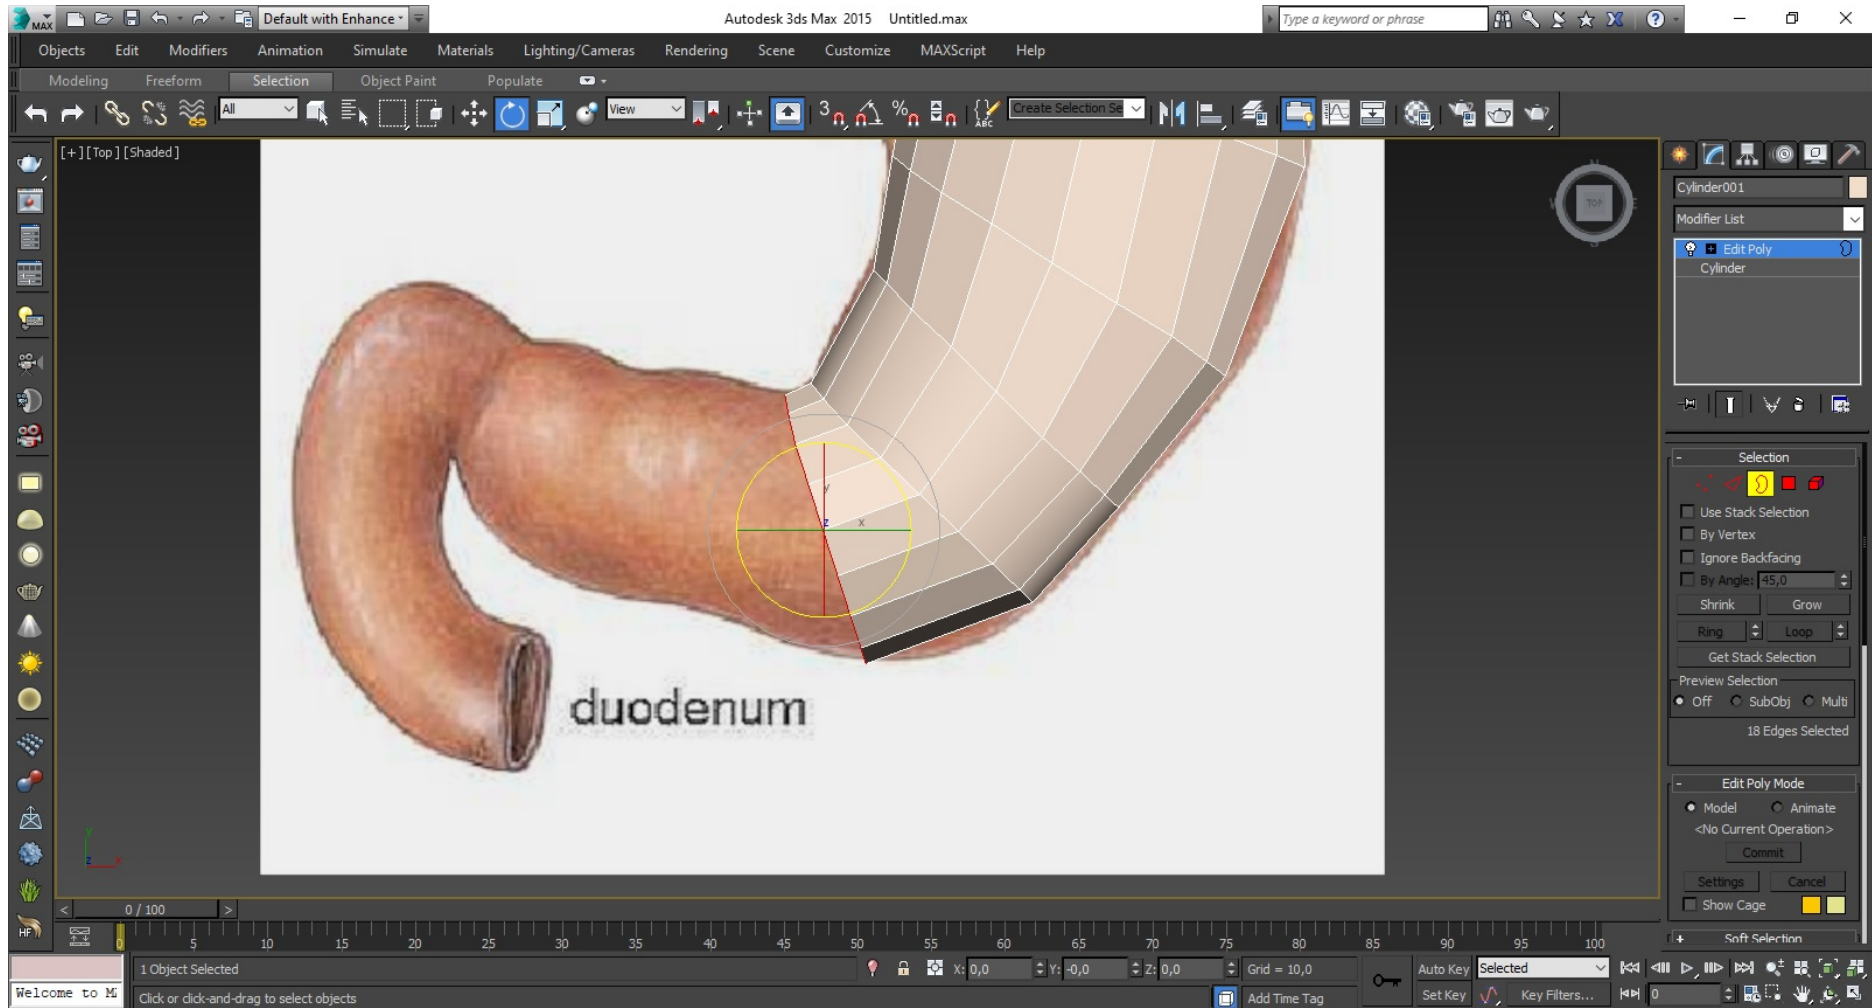 MAX
Default with Enhance
Autodesk 3ds Max 2015 Untitled.max
Type a keyword or phrase
Objects Edit Modifiers Animation Simulate Materials Lighting/Cameras Rendering Scene Customize MAXScript Help
Modeling Freeform Selection Object Paint Populate
All View 3 % ABC Create Selection Se
[+][Top][Shaded]
TOP
Cylinder001
Modifier List
Edit Poly
Cylinder
- Selection
Use Stack Selection
By Vertex
Ignore Backfacing
By Angle: 45,0
Shrink Grow
Ring Loop
Get Stack Selection
Preview Selection
Off SubObj Multi
18 Edges Selected
- Edit Poly Mode
Model Animate
<No Current Operation>
Commit
Settings Cancel
Show Cage
+ Soft Selection
y
z x
duodenum
y
z x
HF
< 0 / 100 >
0 5 10 15 20 25 30 35 40 45 50 55 60 65 70 75 80 85 90 95 100
1 Object Selected X: 0,0 Y: -0,0 Z: 0,0 Grid = 10,0 Auto Key Selected
Welcome to M Click or click-and-drag to select objects Add Time Tag Set Key Key Filters... 0